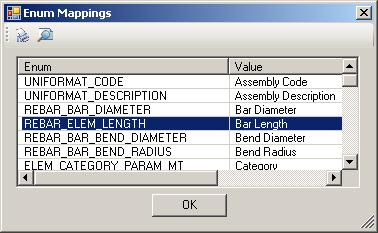 Enum Mappings
Enum Value
UNIFORMAT_CODE Assembly Code
UNIFORMAT_DESCRIPTION Assembly Description
REBAR_BAR_DIAMETER Bar Diameter
REBAR_ELEM_LENGTH Bar Length
REBAR_BAR_BEND_DIAMETER Bend Diameter
REBAR_BAR_BEND_RADIUS Bend Radius
ELEM_CATEGORY_PARAM_MT Category
OK